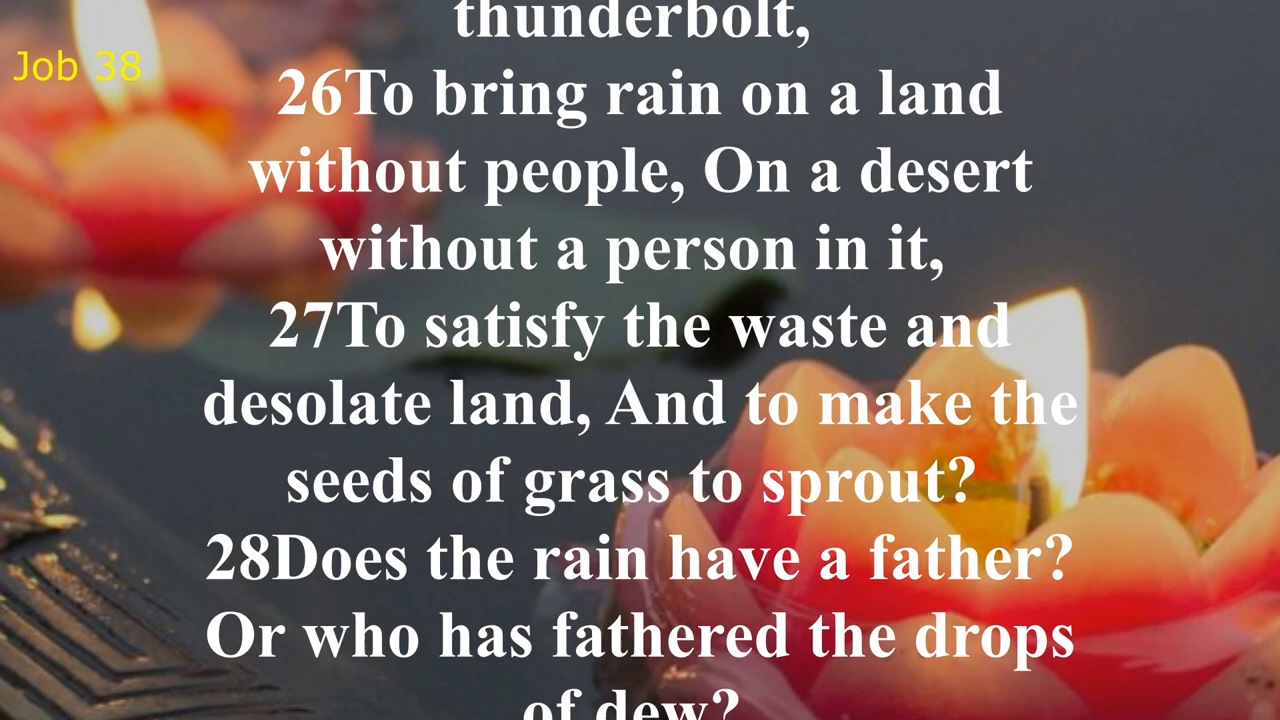 thunderbolt,
Job 38
26To bring rain on a land
without people, On a desert
without a person in it,
27To satisfy the waste and
desolate land, And to make the
seeds of grass to sprout?
28Does the rain have a father?
Or who has fathered the drops
of dew?